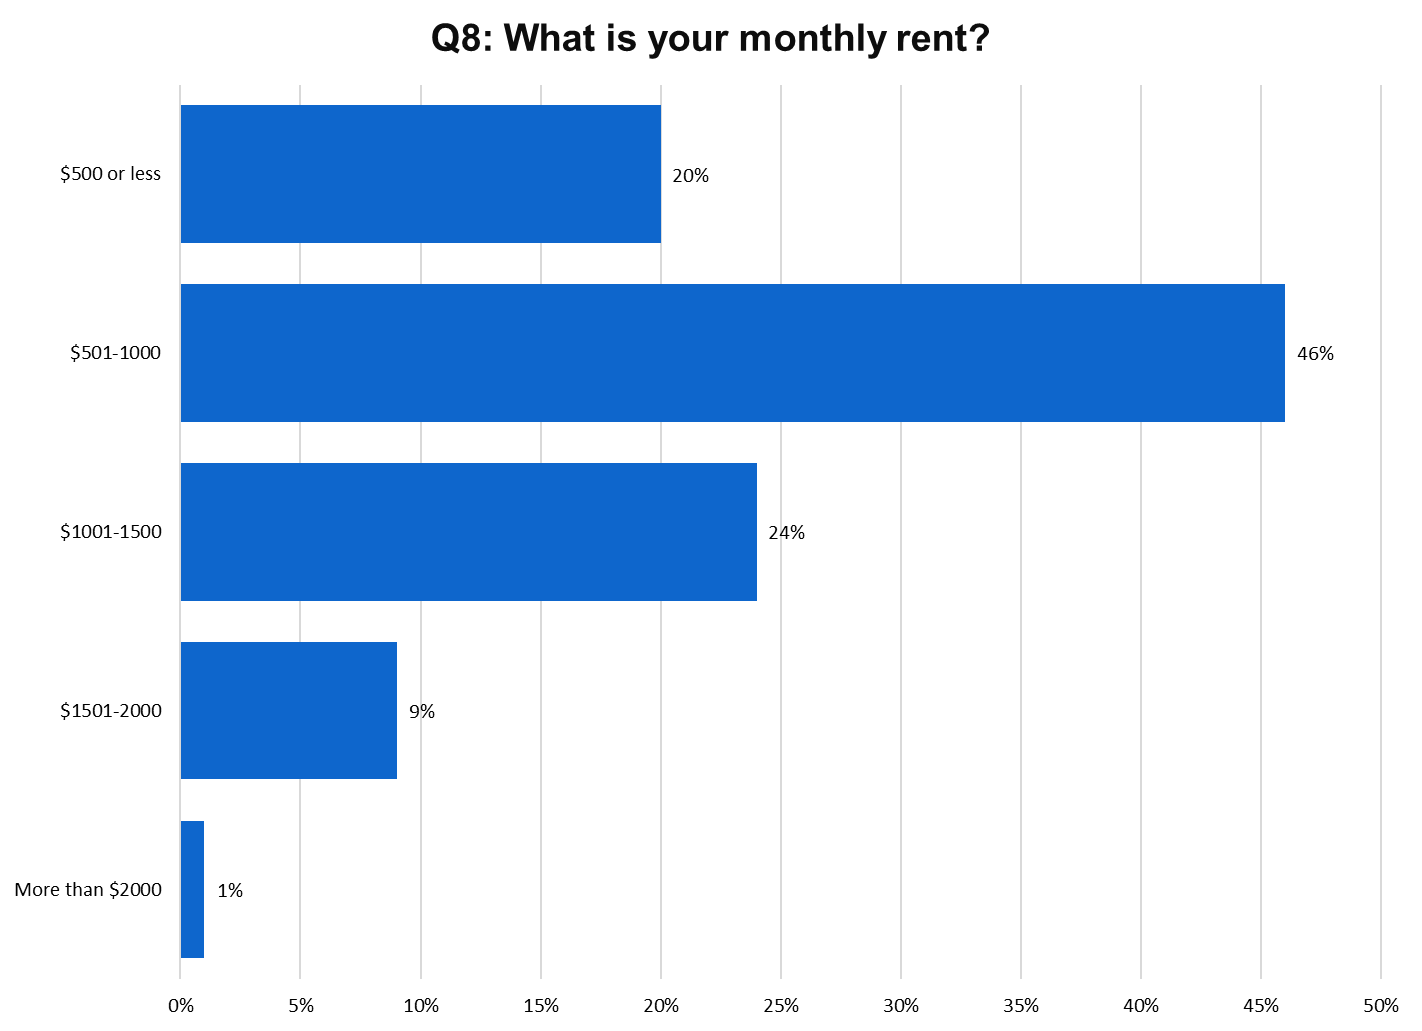 Q8: What is your monthly rent?
$500 or less
20%
$501-1000
46%
$1001-1500
24%
$1501-2000
9%
More than $2000
1%
0% 5% 10% 15% 20% 25% 30% 35% 40% 45% 50%